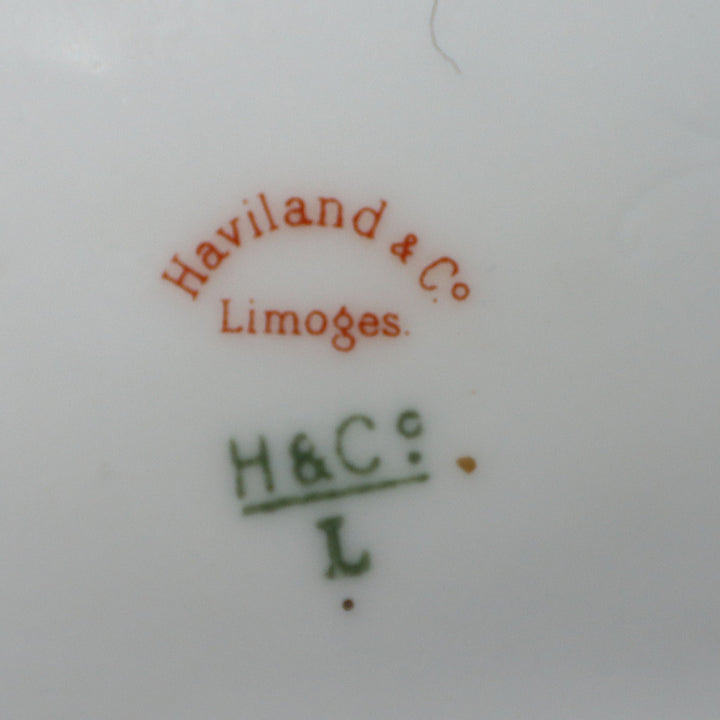 Haviland & Co
Limoges.
H & Co
L